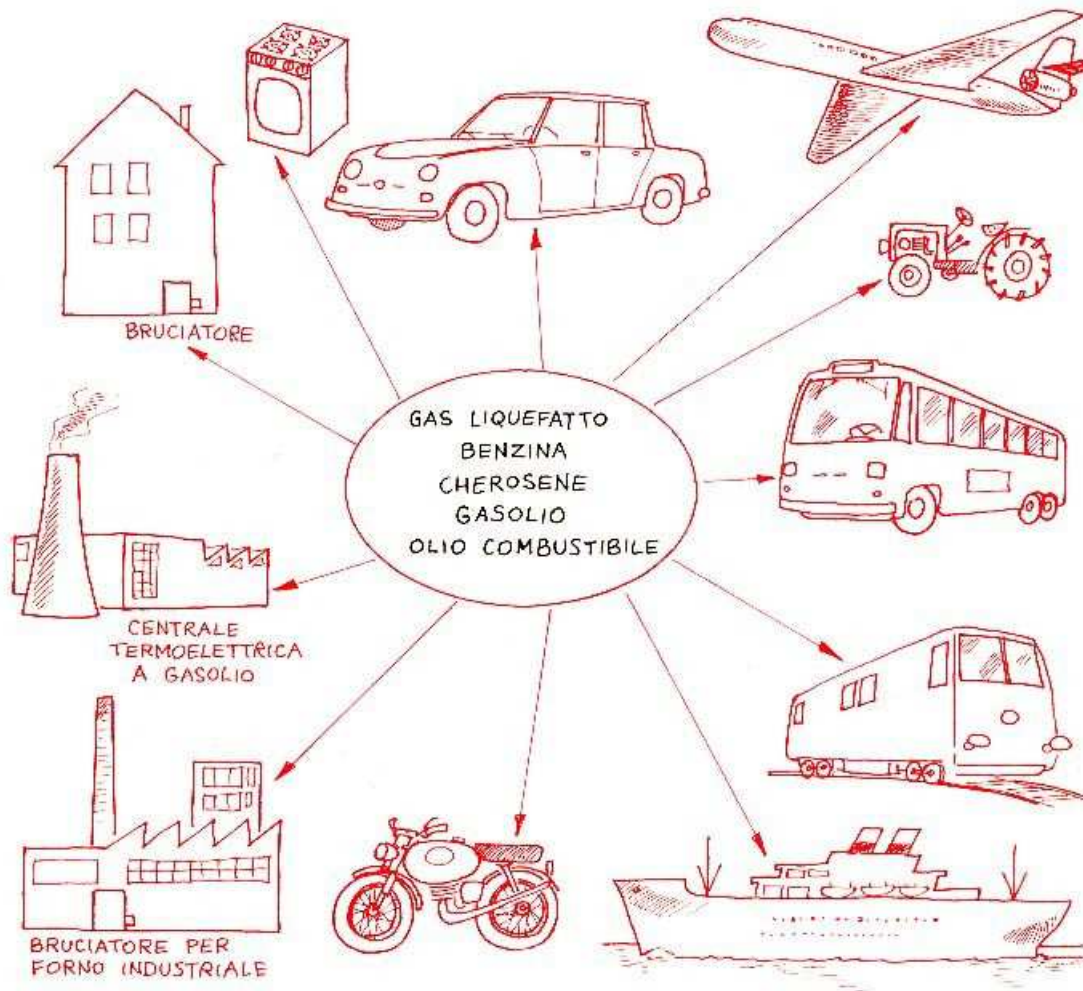 BRUCIATORE
GAS LIQUEFATTO
BENZINA
CHEROSENE
GASOLIO
OLIO COMBUSTIBILE
CENTRALE
TERMOELETTRICA
A GASOLIO
BRUCIATORE PER
FORNO INDUSTRIALE